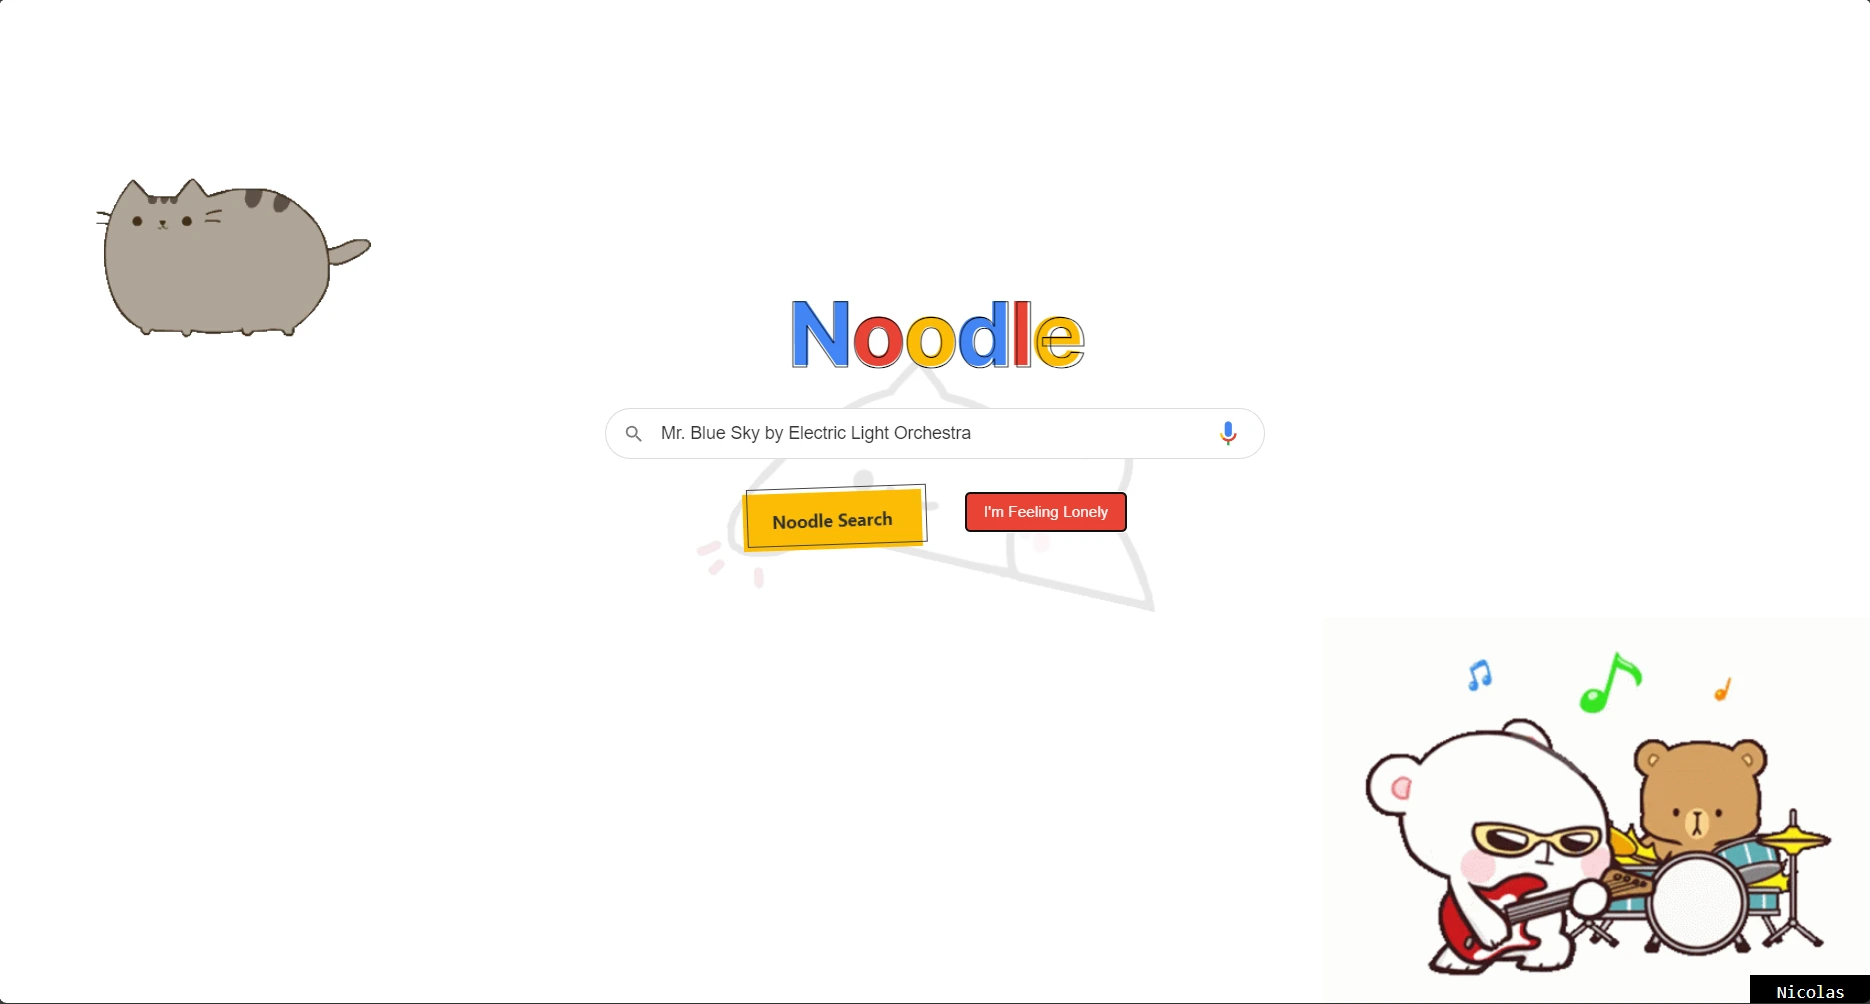 Noodle
Mr. Blue Sky by Electric Light Orchestra
Noodle Search
I'm Feeling Lonely
Nicolas